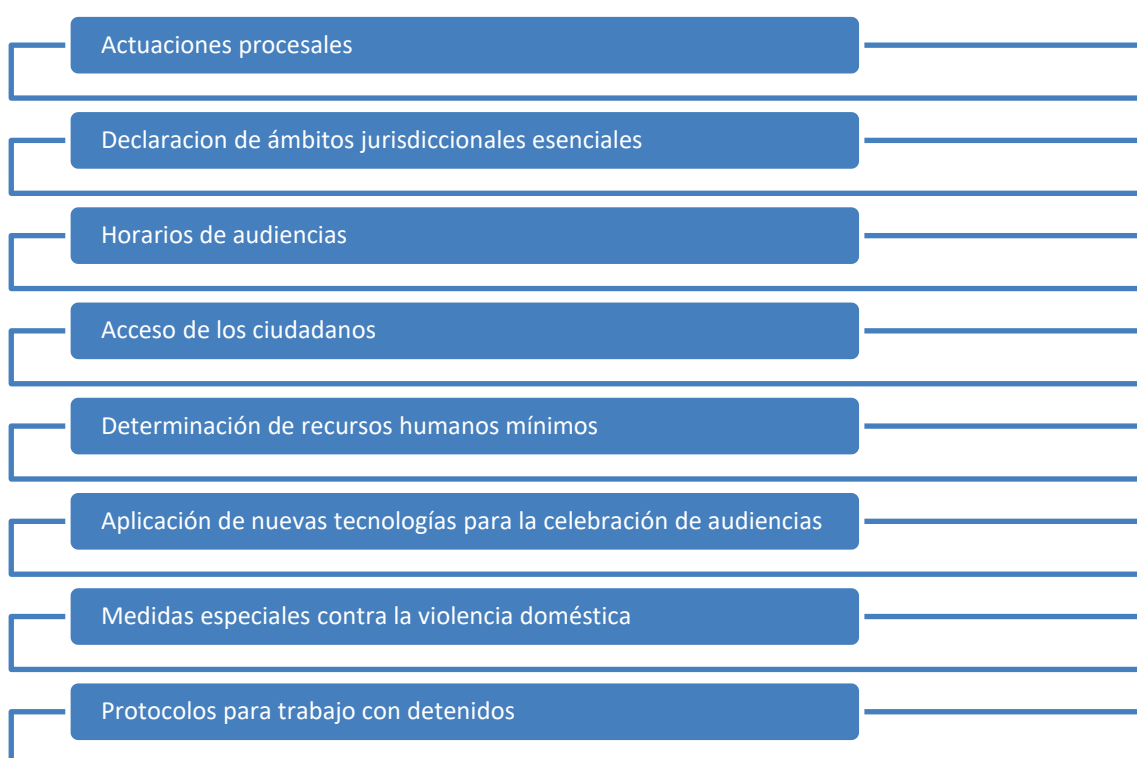 Actuaciones procesales
Declaracion de ámbitos jurisdiccionales esenciales
Horarios de audiencias
Acceso de los ciudadanos
Determinación de recursos humanos mínimos
Aplicación de nuevas tecnologías para la celebración de audiencias
Medidas especiales contra la violencia doméstica
Protocolos para trabajo con detenidos